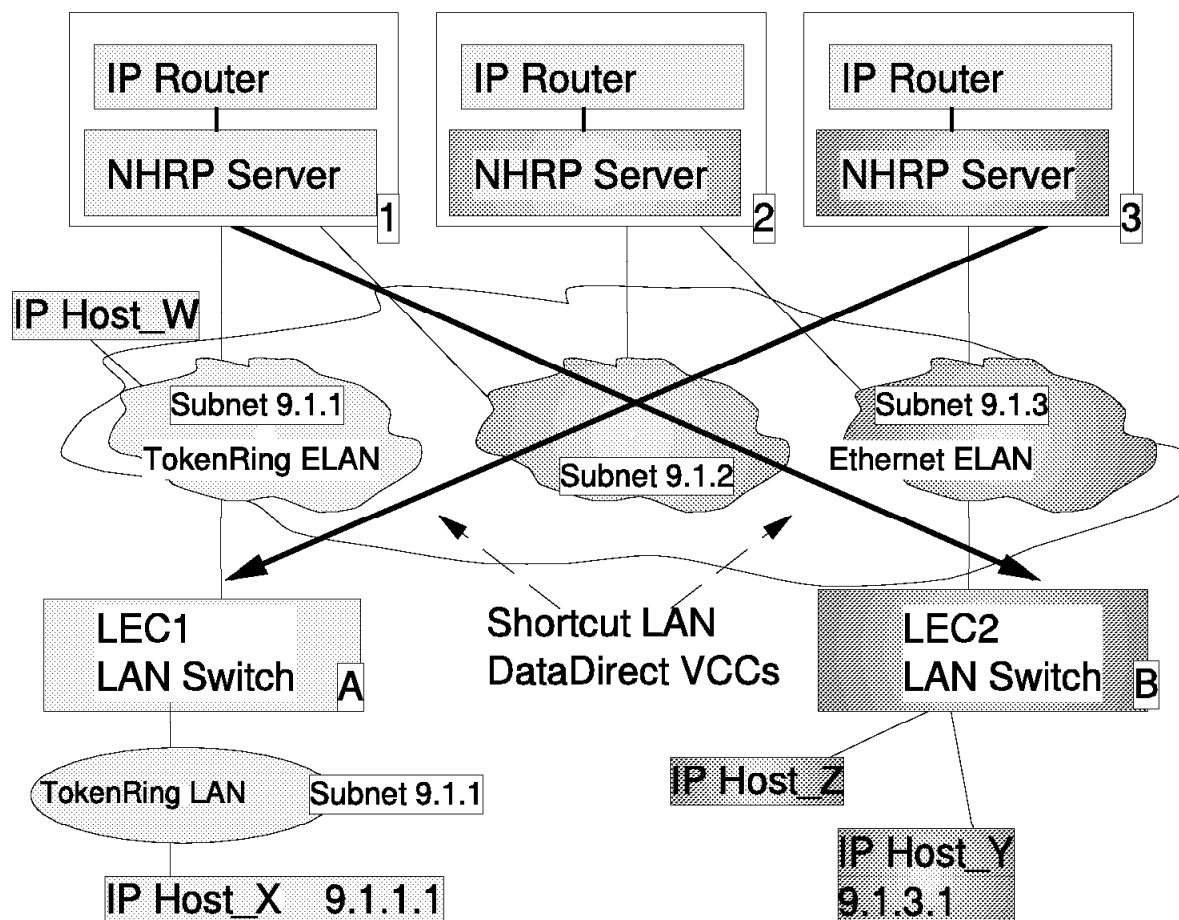 IP Router
IP Router
IP Router
NHRP Server
NHRP Server
NHRP Server
1
2
3
IP Host_W
Subnet 9.1.1
Subnet 9.1.3
TokenRing ELAN
Subnet 9.1.2
Ethernet ELAN
Shortcut LAN
DataDirect VCCs
LEC1
LAN Switch
A
LEC2
LAN Switch
B
TokenRing LAN
Subnet 9.1.1
IP Host_Z
IP Host_X 9.1.1.1
IP Host_Y
9.1.3.1